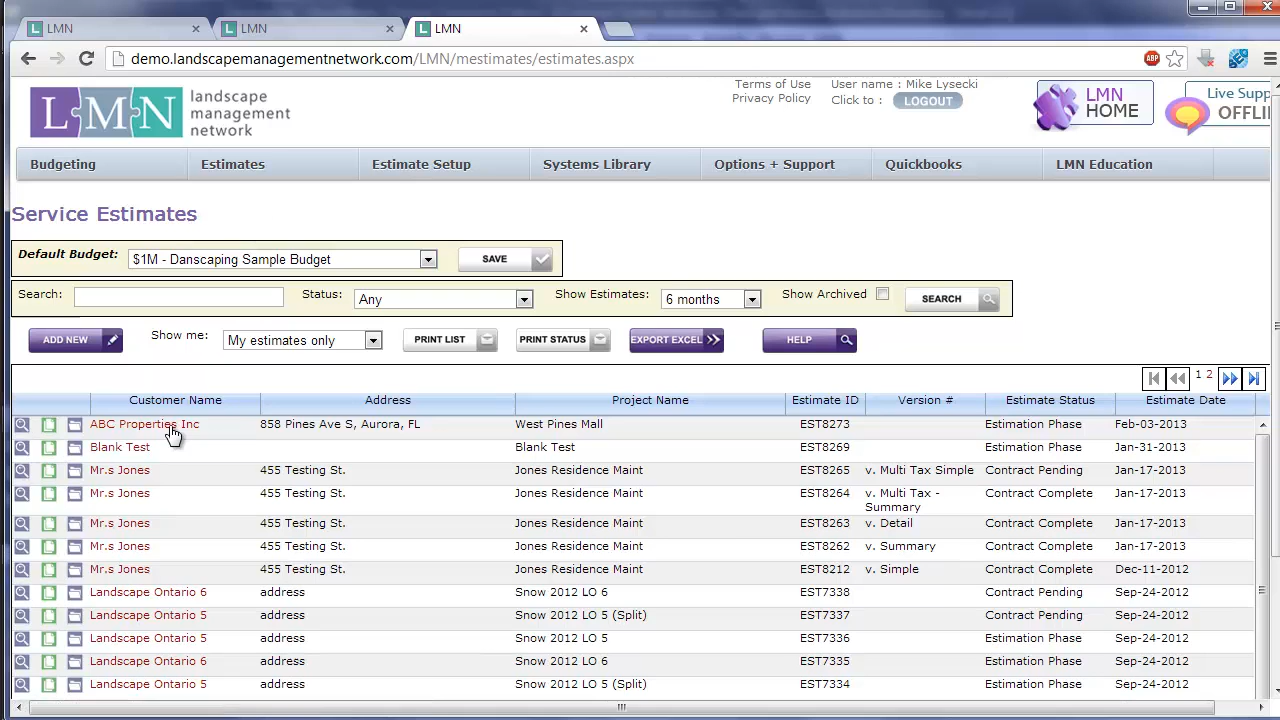 LMN
LMN
LMN
demo.landscapemanagementnetwork.com/LMN/mestimates/estimates.aspx
ABP
LMN landscape management network
Terms of Use
Privacy Policy
User name : Mike Lysecki
Click to : LOGOUT
LMN HOME
Live Supp
OFFLI
Budgeting Estimates Estimate Setup Systems Library Options + Support Quickbooks LMN Education
Service Estimates
Default Budget: $1M - Danscaping Sample Budget SAVE
Search: Status: Any Show Estimates: 6 months Show Archived SEARCH
ADD NEW Show me: My estimates only PRINT LIST PRINT STATUS EXPORT EXCEL HELP
1 2
Customer Name Address Project Name Estimate ID Version # Estimate Status Estimate Date
ABC Properties Inc 858 Pines Ave S, Aurora, FL West Pines Mall EST8273 Estimation Phase Feb-03-2013
Blank Test Blank Test EST8269 Estimation Phase Jan-31-2013
Mr.s Jones 455 Testing St. Jones Residence Maint EST8265 v. Multi Tax Simple Contract Pending Jan-17-2013
Mr.s Jones 455 Testing St. Jones Residence Maint EST8264 v. Multi Tax - Summary Contract Complete Jan-17-2013
Mr.s Jones 455 Testing St. Jones Residence Maint EST8263 v. Detail Contract Complete Jan-17-2013
Mr.s Jones 455 Testing St. Jones Residence Maint EST8262 v. Summary Contract Complete Jan-17-2013
Mr.s Jones 455 Testing St. Jones Residence Maint EST8212 v. Simple Contract Complete Dec-11-2012
Landscape Ontario 6 address Snow 2012 LO 6 EST7338 Contract Pending Sep-24-2012
Landscape Ontario 5 address Snow 2012 LO 5 (Split) EST7337 Contract Pending Sep-24-2012
Landscape Ontario 5 address Snow 2012 LO 5 EST7336 Estimation Phase Sep-24-2012
Landscape Ontario 6 address Snow 2012 LO 6 EST7335 Estimation Phase Sep-24-2012
Landscape Ontario 5 address Snow 2012 LO 5 (Split) EST7334 Estimation Phase Sep-24-2012